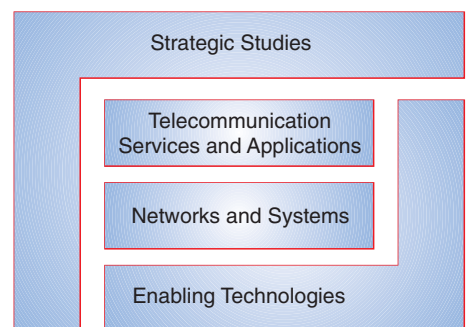 Strategic Studies
Telecommunication
Services and Applications
Networks and Systems
Enabling Technologies